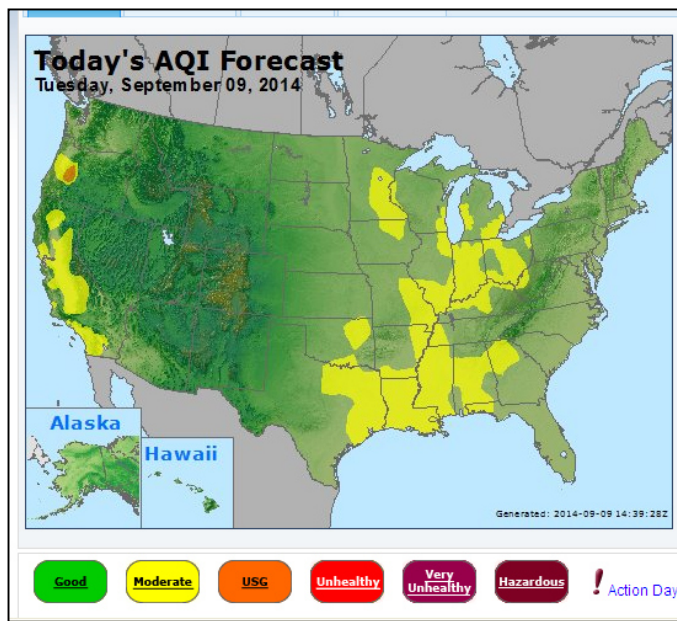 Today's AQI Forecast
Tuesday, September 09, 2014
Alaska
Hawaii
Generated: 2014-09-09 14:39:28Z
Good
Moderate
USG
Unhealthy
Very
Unhealthy
Hazardous
! Action Day